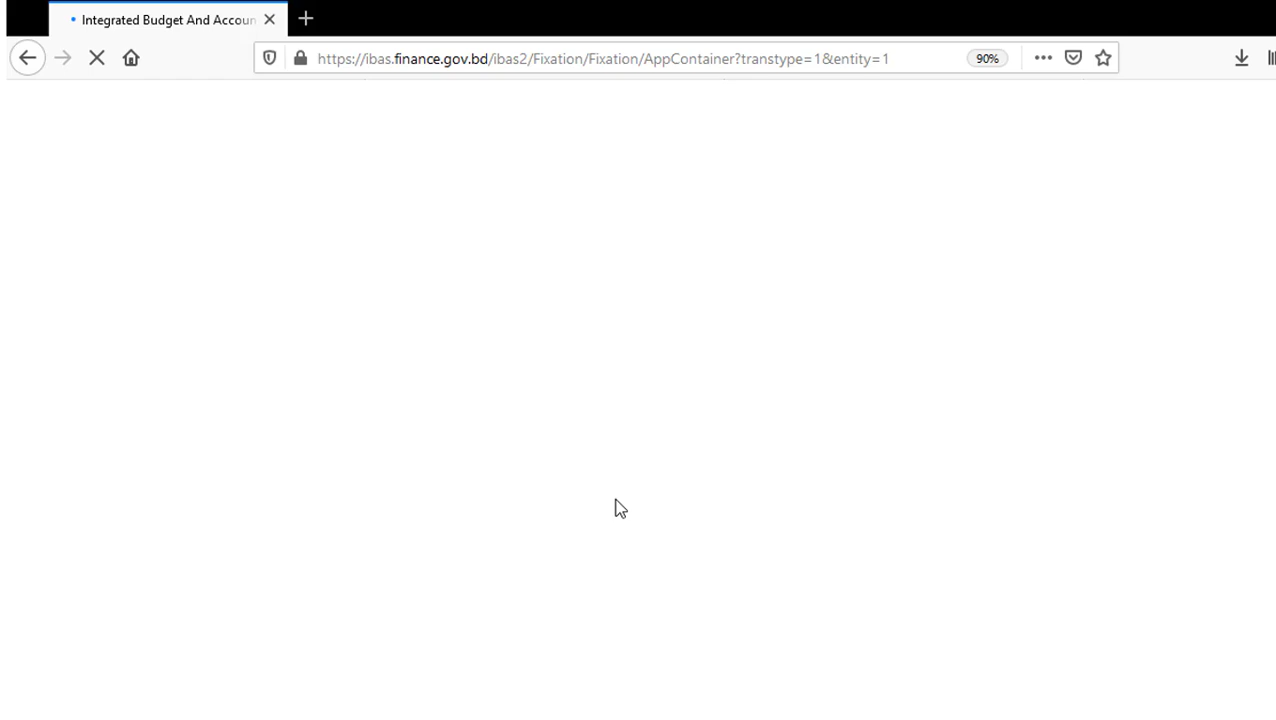 Integrated Budget And Accoun
https://ibas.finance.gov.bd/ibas2/Fixation/Fixation/AppContainer?transtype=1&entity=1
90%